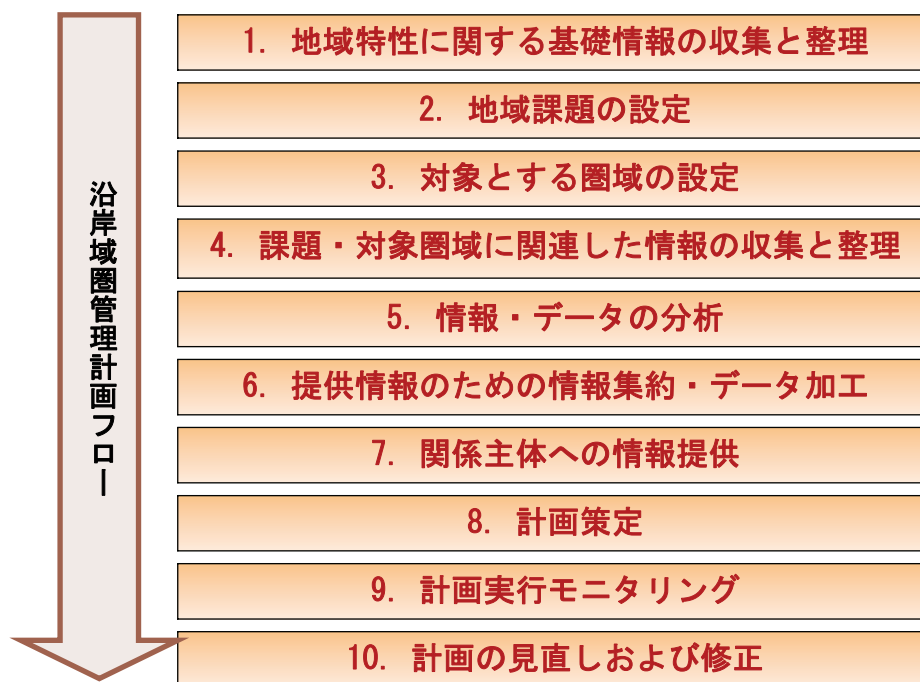 沿岸域圏管理計画フロー
1. 地域特性に関する基礎情報の収集と整理
2. 地域課題の設定
3. 対象とする圏域の設定
4. 課題・対象圏域に関連した情報の収集と整理
5. 情報・データの分析
6. 提供情報のための情報集約・データ加工
7. 関係主体への情報提供
8. 計画策定
9. 計画実行モニタリング
10. 計画の見直しおよび修正